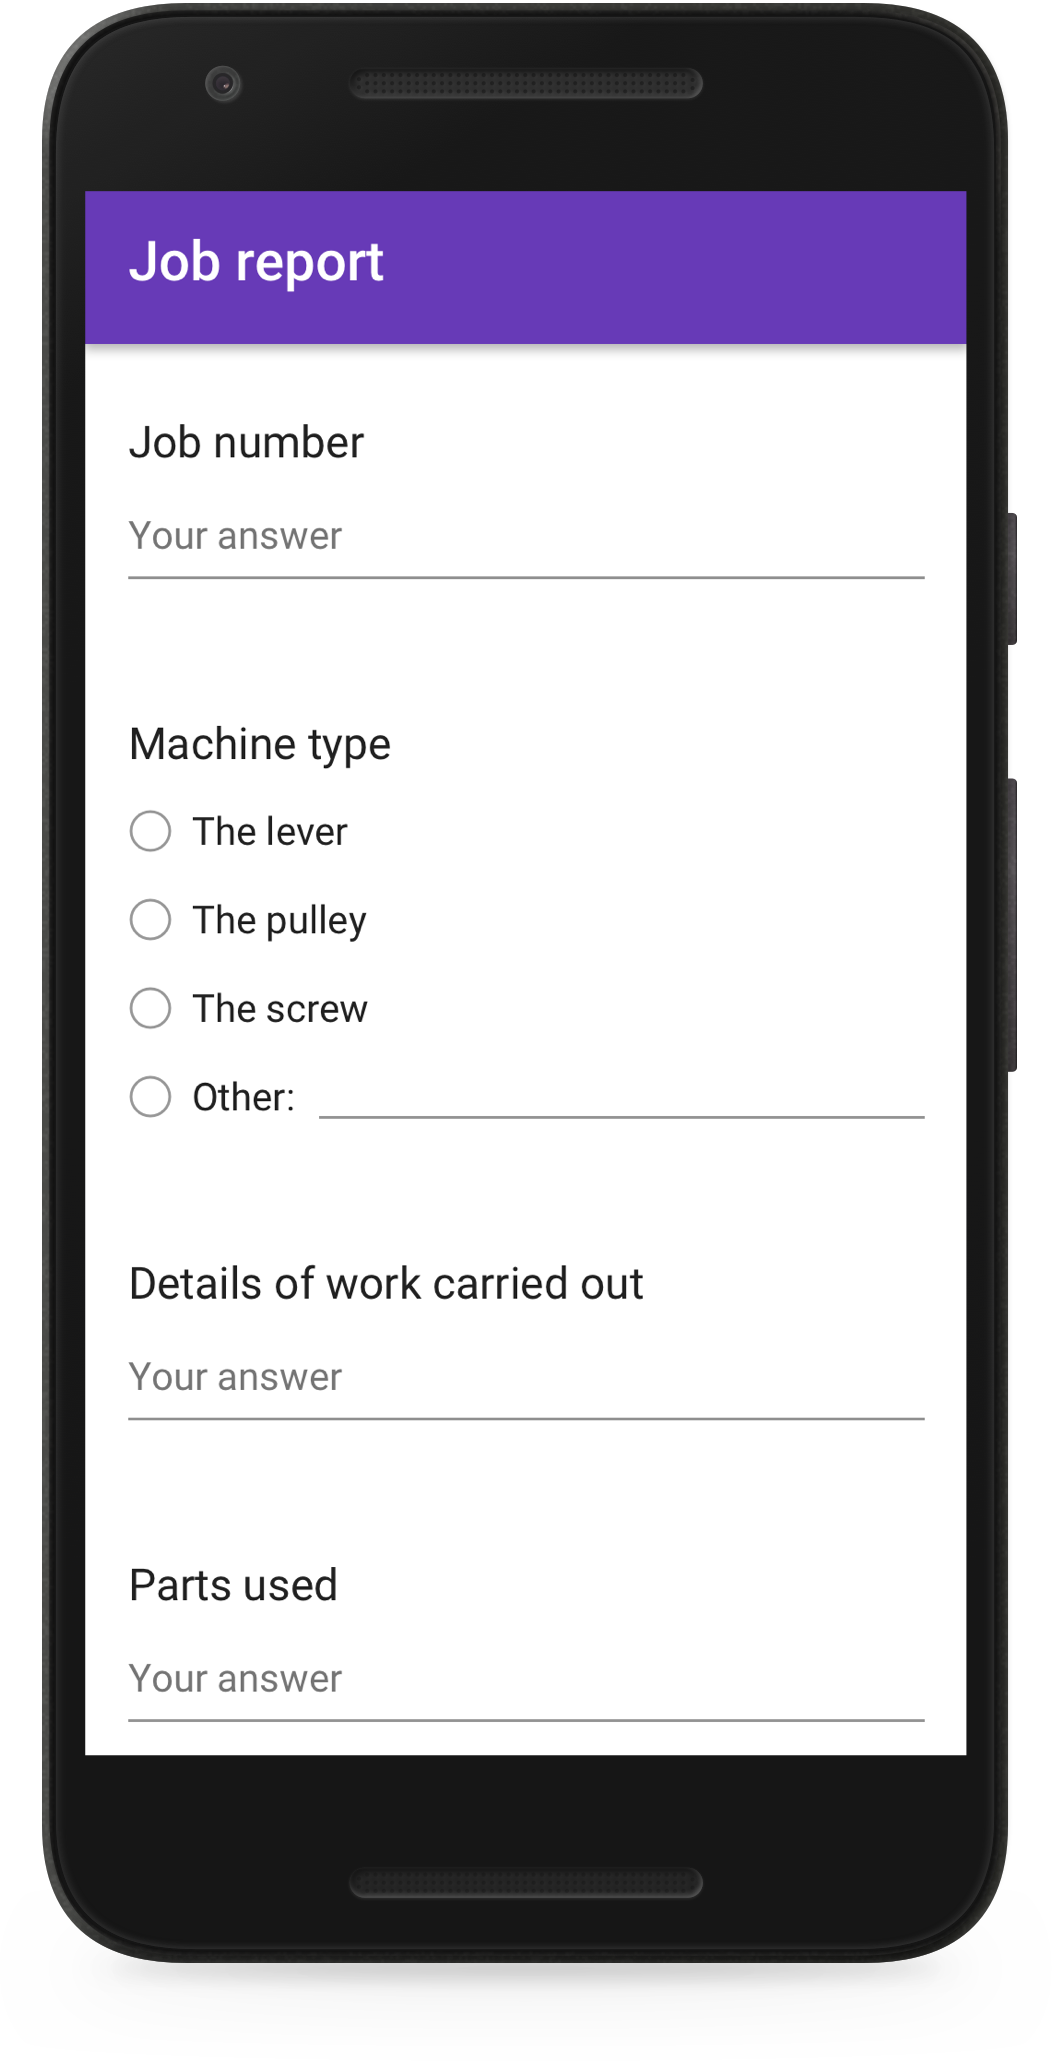 Job report
Job number
Your answer
Machine type
The lever
The pulley
The screw
Other:
Details of work carried out
Your answer
Parts used
Your answer